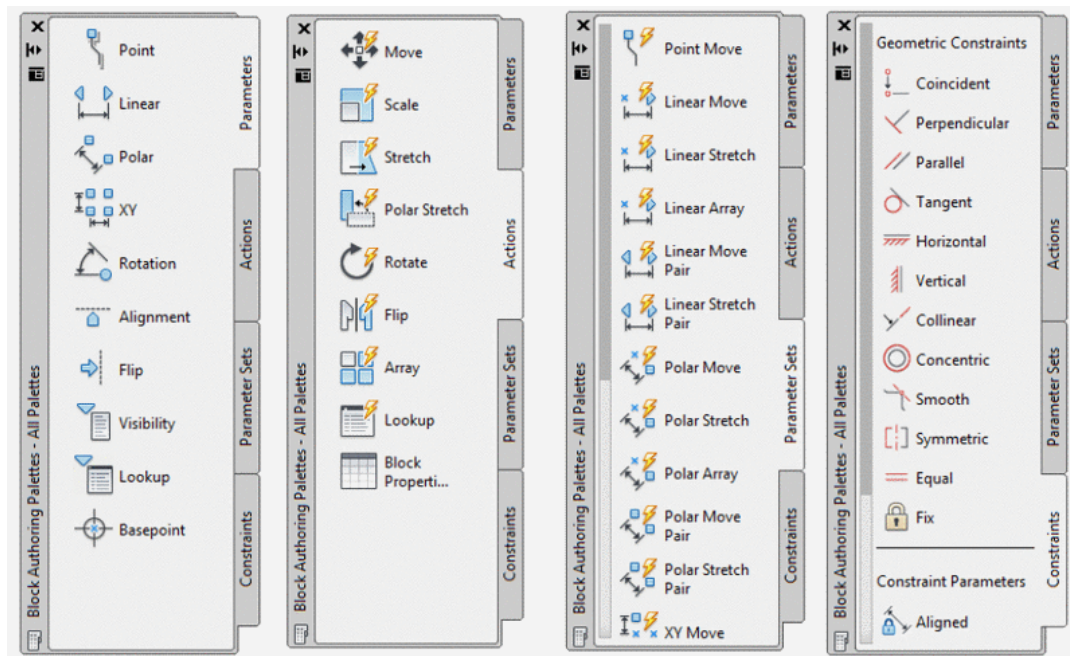 Point
Linear
Polar
XY
Rotation
Alignment
Flip
Visibility
Lookup
Basepoint
Parameters
Actions
Parameter Sets
Constraints
Block Authoring Palettes - All Palettes
Move
Scale
Stretch
Polar Stretch
Rotate
Flip
Array
Lookup
Block
Properti...
Parameters
Actions
Parameter Sets
Constraints
Block Authoring Palettes - All Palettes
Point Move
Linear Move
Linear Stretch
Linear Array
Linear Move
Pair
Linear Stretch
Pair
Polar Move
Polar Stretch
Polar Array
Polar Move
Pair
Polar Stretch
Pair
XY Move
Parameters
Actions
Parameter Sets
Constraints
Block Authoring Palettes - All Palettes
Geometric Constraints
Coincident
Perpendicular
Parallel
Tangent
Horizontal
Vertical
Collinear
Concentric
Smooth
Symmetric
Equal
Fix
Constraint Parameters
Aligned
Parameters
Actions
Parameter Sets
Constraints
Block Authoring Palettes - All Palettes